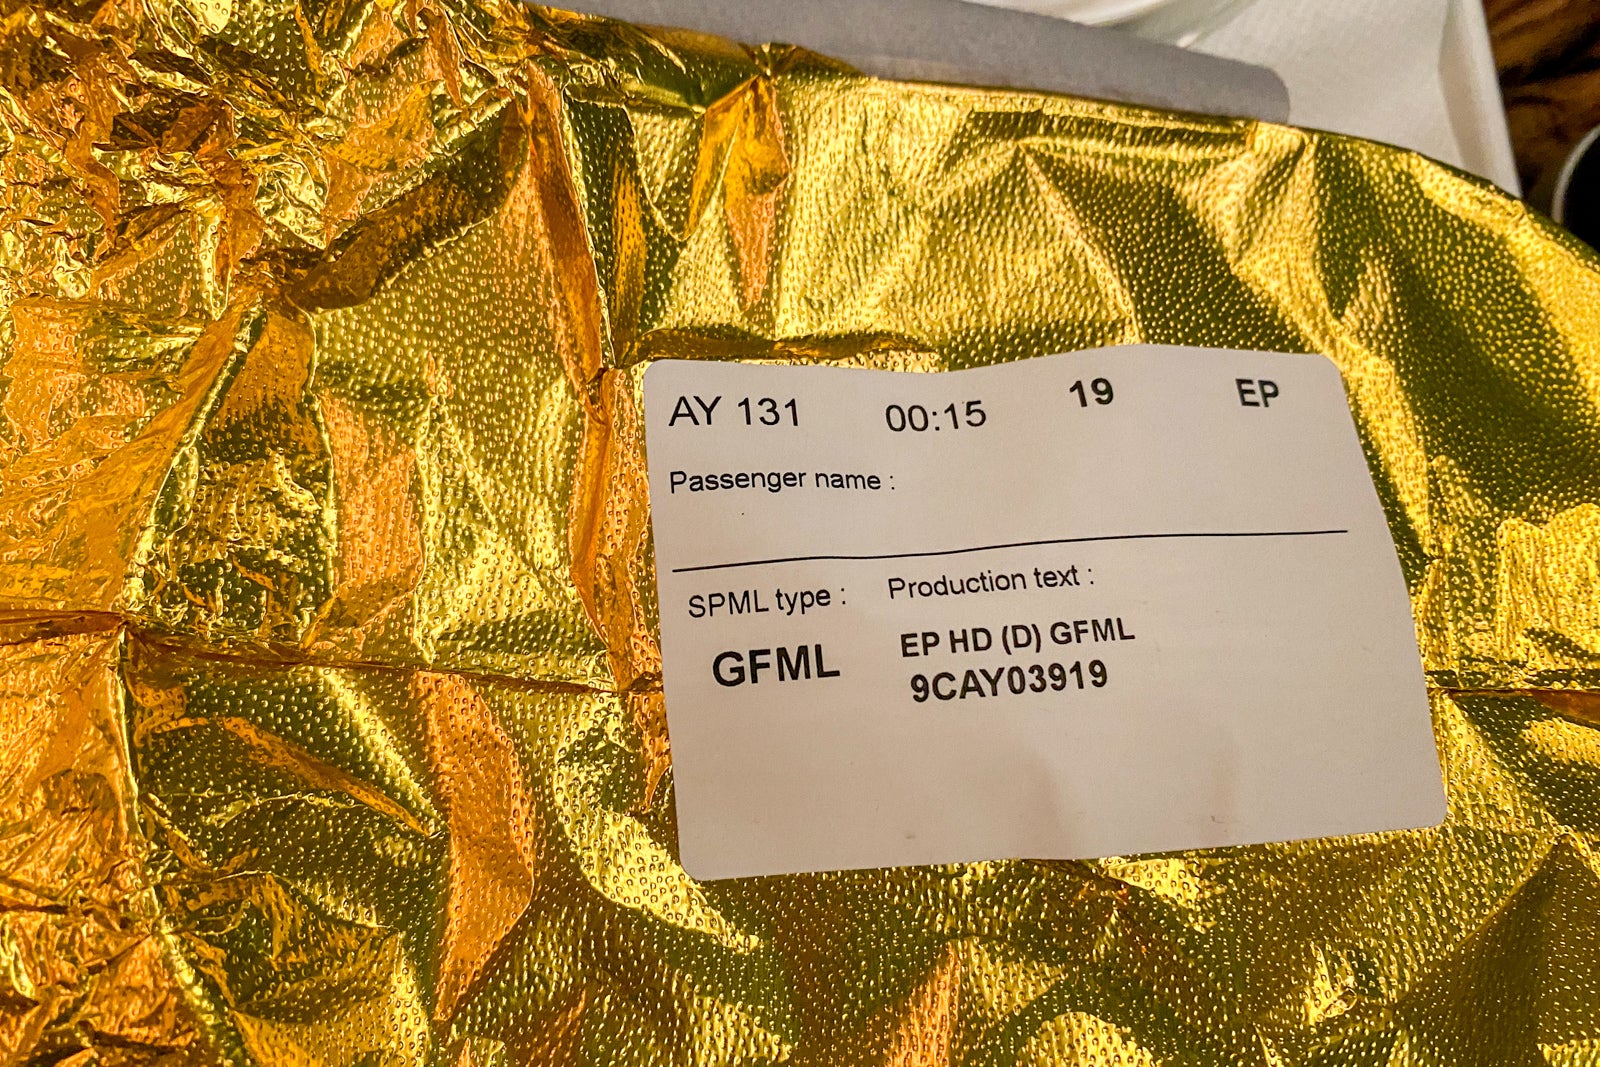 AY 131 00:15 19 EP
Passenger name :
SPML type : Production text :
GFML EP HD (D) GFML
9CAY03919